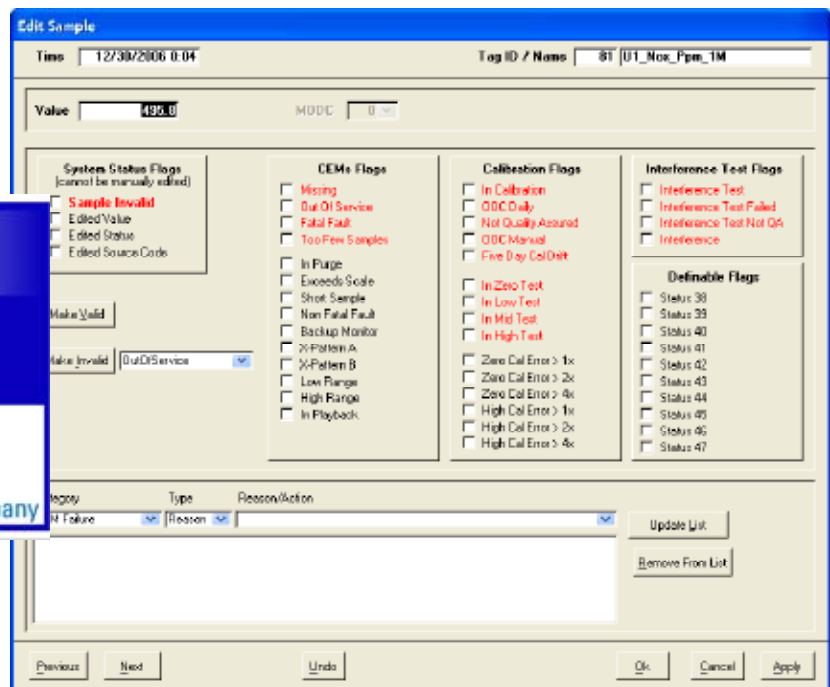 Edit Sample
Time 12/30/2006 0:04
Tag ID / Name 81 U1_Nox_Ppm_1M
Value 495.8
MODC 0
System Status Flags
(cannot be manually edited)
Sample Invalid
Edited Value
Edited Status
Edited Source Code
Make Valid
Make Invalid OutOfService
CEMs Flags
Missing
Out Of Service
Fatal Fault
Too Few Samples
In Purge
Exceeds Scale
Short Sample
Non Fatal Fault
Backup Monitor
X-Pattern A
X-Pattern B
Low Range
High Range
In Playback
Calibration Flags
In Calibration
OOC Daily
Not Quality Assured
OOC Manual
Five Day Cal Drift
In Zero Test
In Low Test
In Mid Test
In High Test
Zero Cal Error > 1x
Zero Cal Error > 2x
Zero Cal Error > 4x
High Cal Error > 1x
High Cal Error > 2x
High Cal Error > 4x
Interference Test Flags
Interference Test
Interference Test Failed
Interference Test Not QA
Interference
Definable Flags
Status 38
Status 39
Status 40
Status 41
Status 42
Status 43
Status 44
Status 45
Status 46
Status 47
pany
tegory Type Reason/Action
M Failure Reason
Update List
Remove From List
Previous Next Undo Ok Cancel Apply